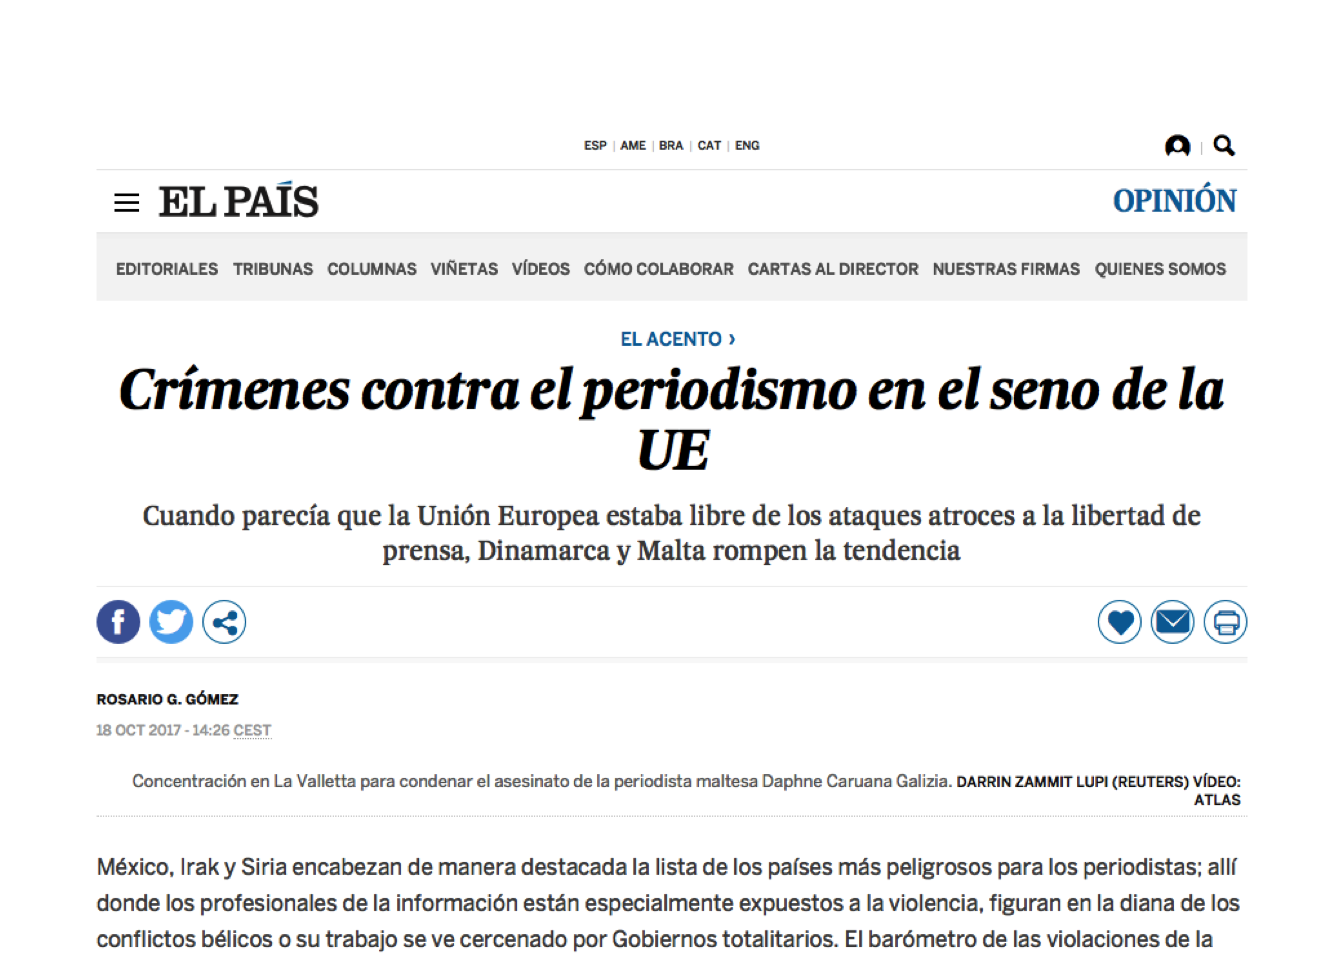 ESP | AME | BRA | CAT | ENG
EL PAÍS
OPINIÓN
EDITORIALES TRIBUNAS COLUMNAS VIÑETAS VÍDEOS CÓMO COLABORAR CARTAS AL DIRECTOR NUESTRAS FIRMAS QUIENES SOMOS
EL ACENTO ›
Crímenes contra el periodismo en el seno de la
UE
Cuando parecía que la Unión Europea estaba libre de los ataques atroces a la libertad de
prensa, Dinamarca y Malta rompen la tendencia
ROSARIO G. GÓMEZ
18 OCT 2017 - 14:26 CEST
Concentración en La Valletta para condenar el asesinato de la periodista maltesa Daphne Caruana Galizia. DARRIN ZAMMIT LUPI (REUTERS) VÍDEO:
ATLAS
México, Irak y Siria encabezan de manera destacada la lista de los países más peligrosos para los periodistas; allí
donde los profesionales de la información están especialmente expuestos a la violencia, figuran en la diana de los
conflictos bélicos o su trabajo se ve cercenado por Gobiernos totalitarios. El barómetro de las violaciones de la